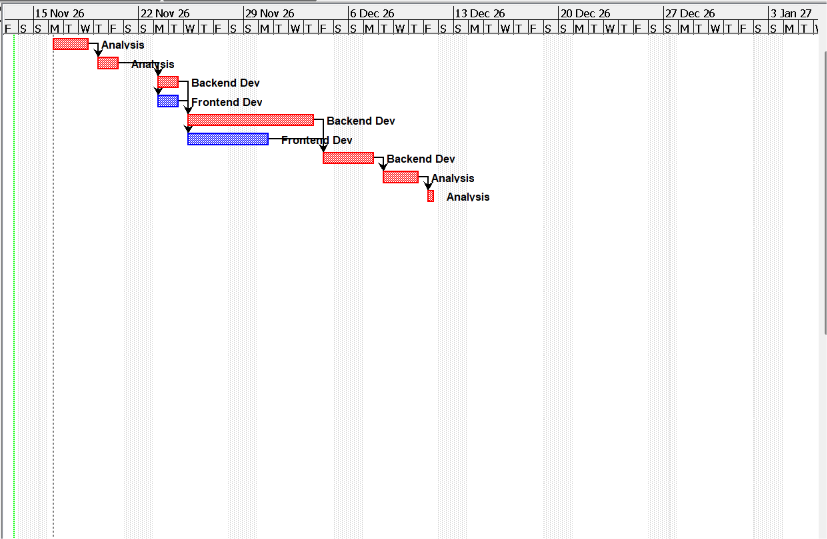 15 Nov 26 22 Nov 26 29 Nov 26 6 Dec 26 13 Dec 26 20 Dec 26 27 Dec 26 3 Jan 27
F S S M T W T F S S M T W T F S S M T W T F S S M T W T F S S M T W T F S S M T W T F S S M T W T F S S M T
Analysis
Analysis
Backend Dev
Frontend Dev
Backend Dev
Frontend Dev
Backend Dev
Analysis
Analysis